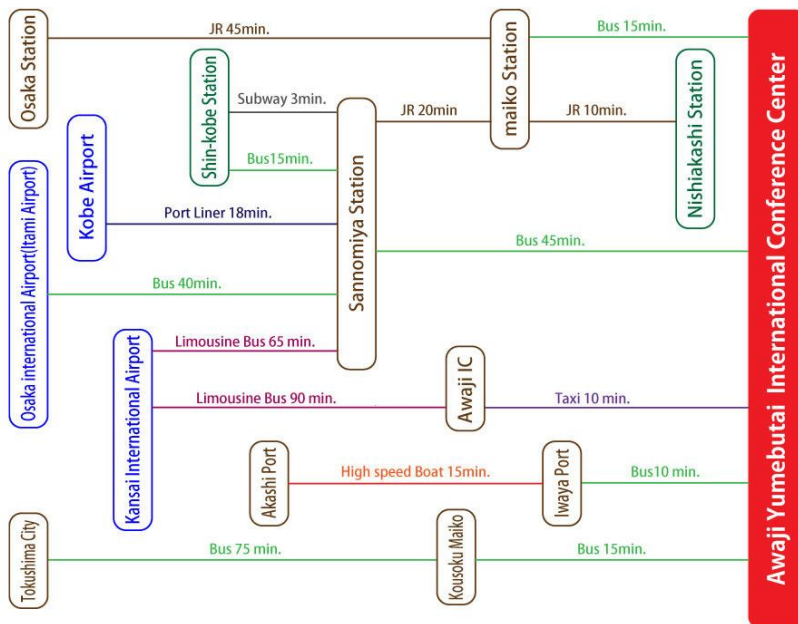 Osaka Station
JR 45min.
maiko Station
Bus 15min.
Shin-kobe Station
Subway 3min.
JR 20min
JR 10min.
Nishiakashi Station
Bus15min.
Kobe Airport
Port Liner 18min.
Sannomiya Station
Bus 45min.
Osaka international Airport(Itami Airport)
Bus 40min.
Kansai International Airport
Limousine Bus 65 min.
Limousine Bus 90 min.
Awaji IC
Taxi 10 min.
Akashi Port
High speed Boat 15min.
Iwaya Port
Bus10 min.
Tokushima City
Bus 75 min.
Kousoku Maiko
Bus 15min.
Awaji Yumebutai International Conference Center